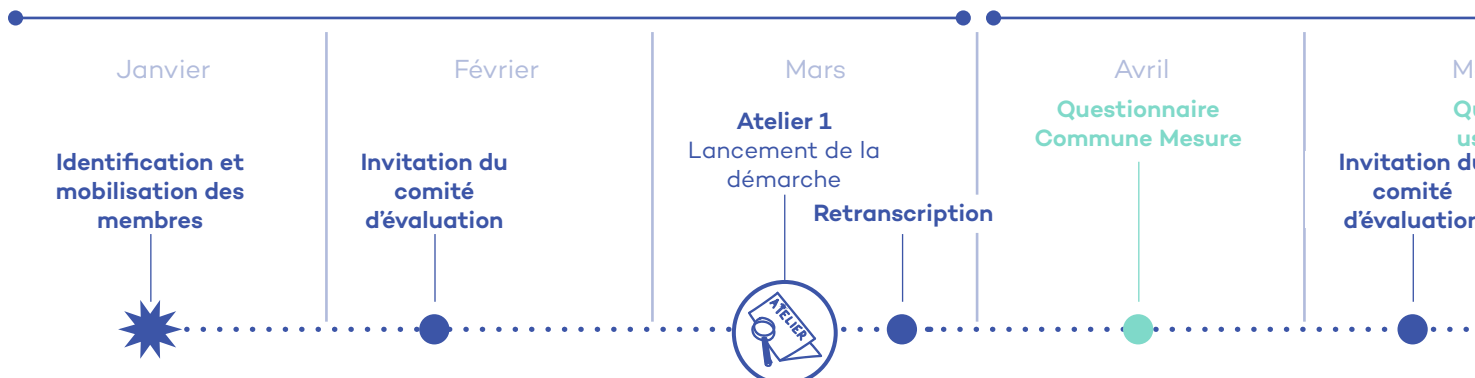 Janvier
Février
Mars
Avril
Identification et
mobilisation des
membres
Invitation du
comité
d'évaluation
Atelier 1
Lancement de la
démarche
ATELIER
Retranscription
Questionnaire
Commune Mesure
Invitation du
comité
d'évaluation